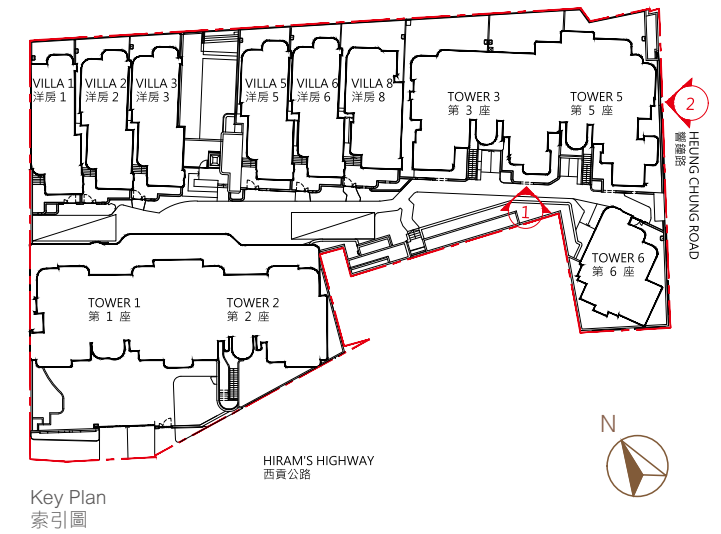 VILLA 1
洋房 1
VILLA 2
洋房 2
VILLA 3
洋房 3
VILLA 5
洋房 5
VILLA 6
洋房 6
VILLA 8
洋房 8
TOWER 3
第 3 座
TOWER 5
第 5 座
2
HEUNG CHUNG ROAD
響鐘路
1
TOWER 6
第 6 座
TOWER 1
第 1 座
TOWER 2
第 2 座
N
HIRAM'S HIGHWAY
西貢公路
Key Plan
索引圖